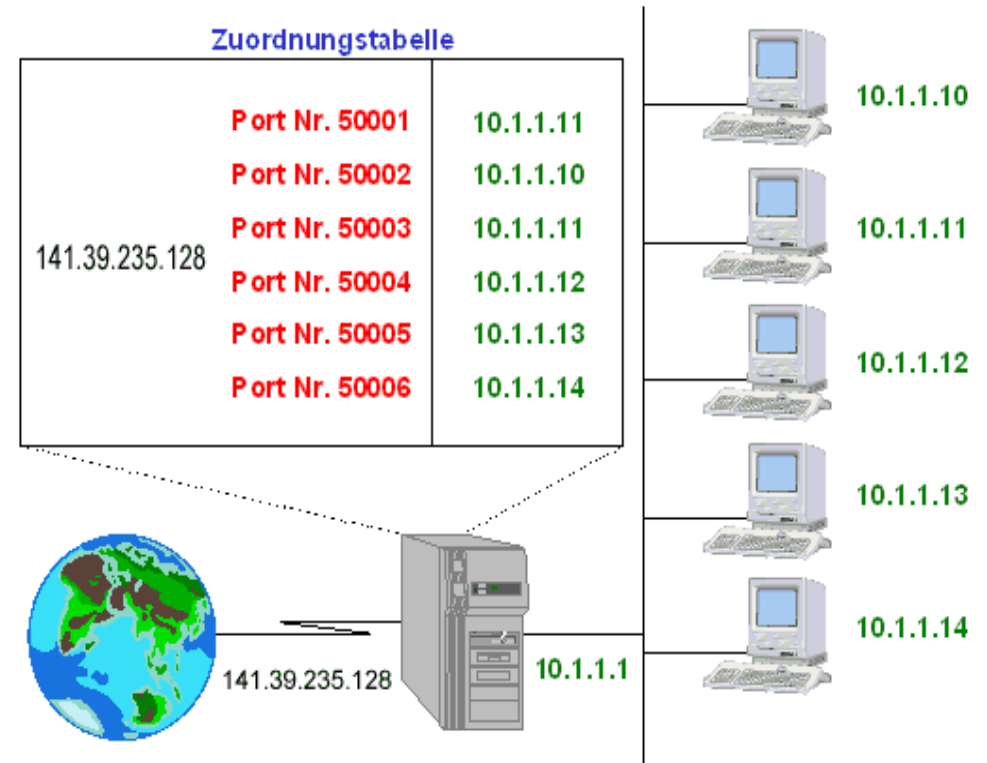 Zuordnungstabelle
141.39.235.128
Port Nr. 50001 10.1.1.11
Port Nr. 50002 10.1.1.10
Port Nr. 50003 10.1.1.11
Port Nr. 50004 10.1.1.12
Port Nr. 50005 10.1.1.13
Port Nr. 50006 10.1.1.14
10.1.1.10
10.1.1.11
10.1.1.12
10.1.1.13
10.1.1.14
141.39.235.128
10.1.1.1